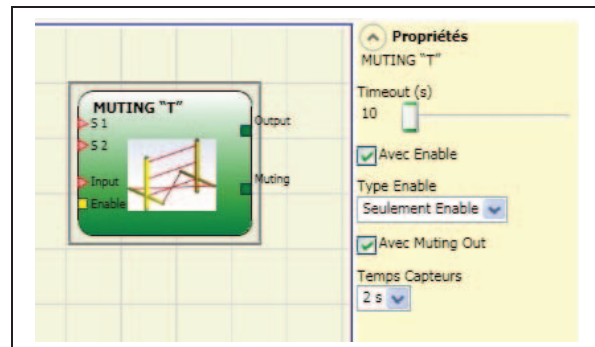 MUTING "T"
S 1
S 2
Input
Enable
Output
Muting
Propriétés
MUTING "T"
Timeout (s)
10
Avec Enable
Type Enable
Seulement Enable
Avec Muting Out
Temps Capteurs
2 s